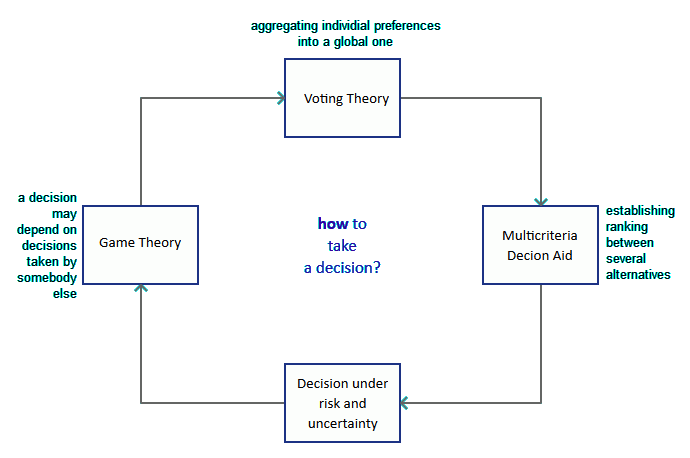 aggregating individial preferences
into a global one
Voting Theory
a decision
may
depend on
decisions
taken by
somebody
else
Game Theory
how to
take
a decision?
Multicriteria
Decion Aid
establishing
ranking
between
several
alternatives
Decision under
risk and
uncertainty